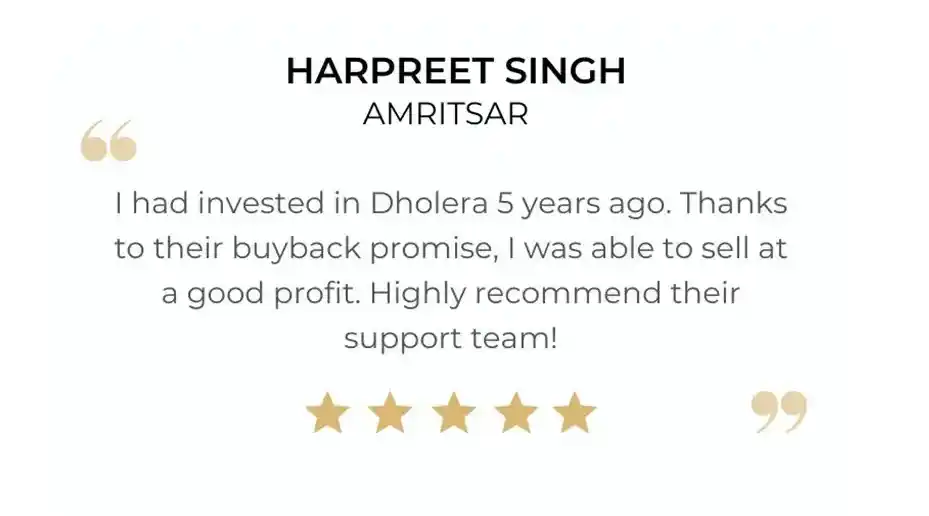 HARPREET SINGH
AMRITSAR
“
I had invested in Dholera 5 years ago. Thanks
to their buyback promise, I was able to sell at
a good profit. Highly recommend their
support team!
”